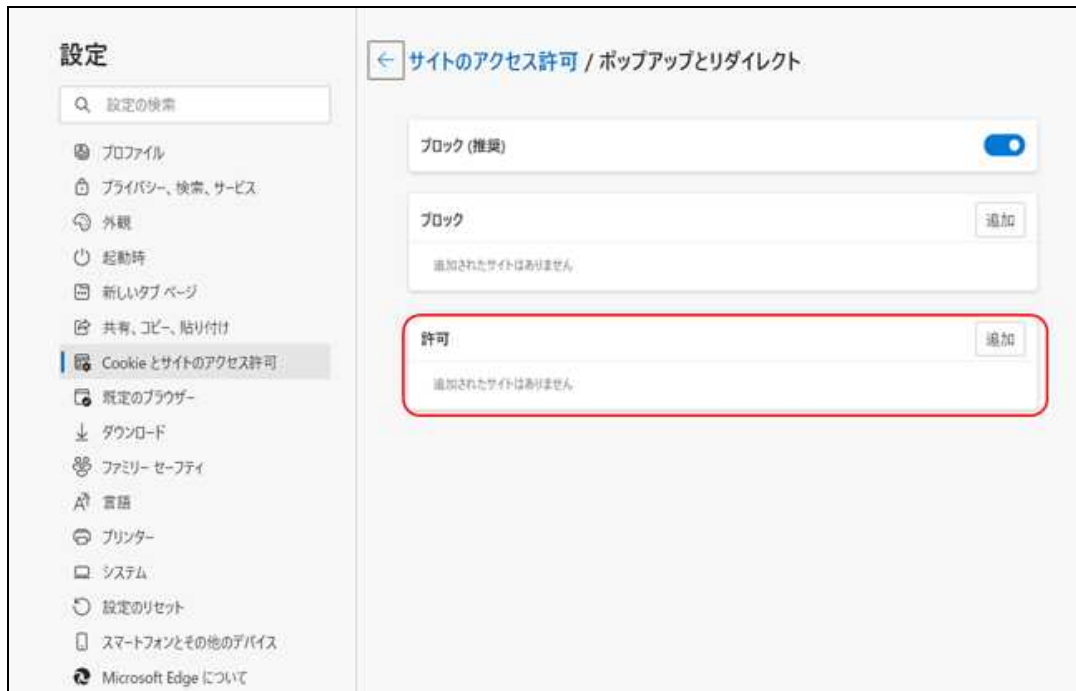 設定
設定の検索
プロファイル
プライバシー、検索、サービス
外観
起動時
新しいタブ ページ
共有、コピー、貼り付け
Cookie とサイトのアクセス許可
既定のブラウザー
ダウンロード
ファミリー セーフティ
言語
プリンター
システム
設定のリセット
スマートフォンとその他のデバイス
Microsoft Edge について
サイトのアクセス許可 / ポップアップとリダイレクト
ブロック (推奨)
ブロック 追加
追加されたサイトはありません
許可 追加
追加されたサイトはありません